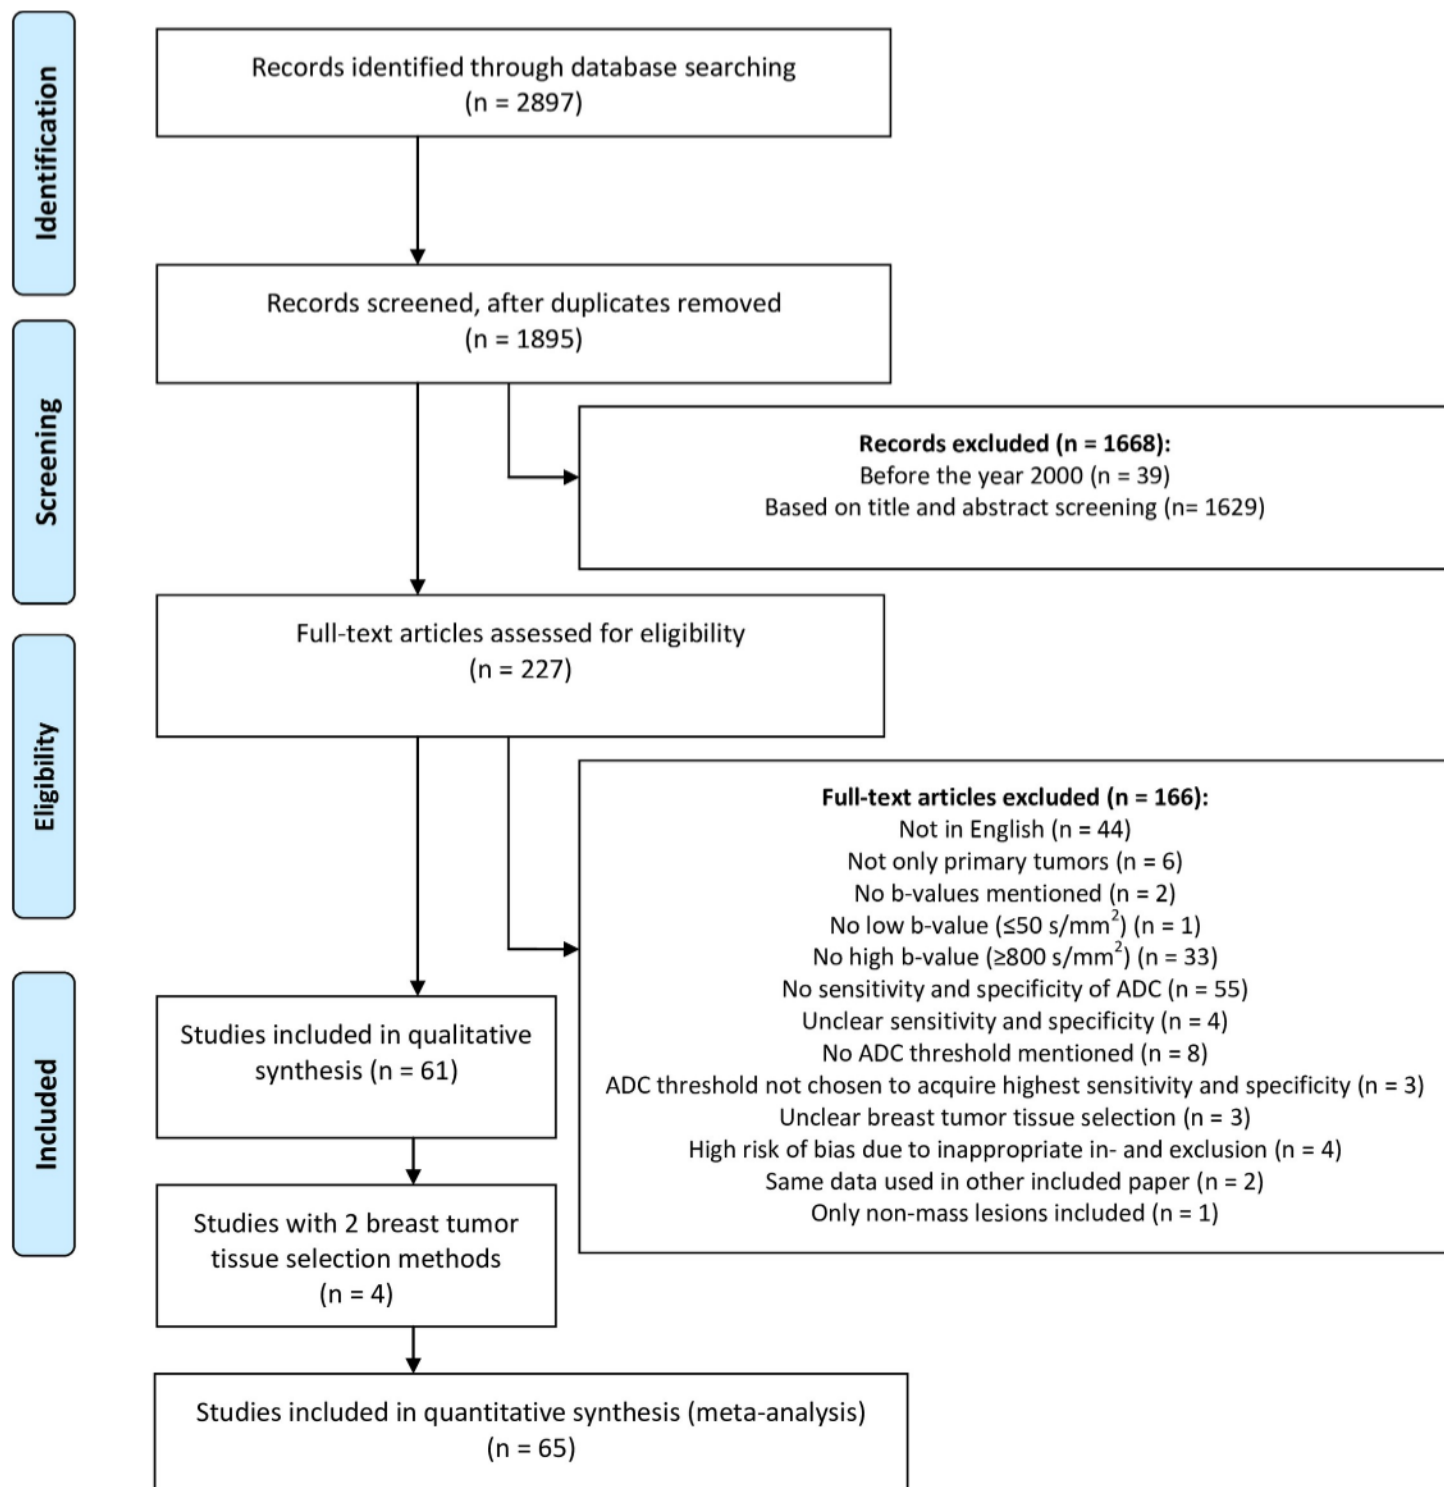 Identification
Records identified through database searching
(n = 2897)
Records screened, after duplicates removed
(n = 1895)
Screening
Records excluded (n = 1668):
Before the year 2000 (n = 39)
Based on title and abstract screening (n= 1629)
Full-text articles assessed for eligibility
(n = 227)
Eligibility
Full-text articles excluded (n = 166):
Not in English (n = 44)
Not only primary tumors (n = 6)
No b-values mentioned (n = 2)
No low b-value (≤50 s/mm²) (n = 1)
No high b-value (≥800 s/mm²) (n = 33)
No sensitivity and specificity of ADC (n = 55)
Unclear sensitivity and specificity (n = 4)
No ADC threshold mentioned (n = 8)
ADC threshold not chosen to acquire highest sensitivity and specificity (n = 3)
Unclear breast tumor tissue selection (n = 3)
High risk of bias due to inappropriate in- and exclusion (n = 4)
Same data used in other included paper (n = 2)
Only non-mass lesions included (n = 1)
Included
Studies included in qualitative
synthesis (n = 61)
Studies with 2 breast tumor
tissue selection methods
(n = 4)
Studies included in quantitative synthesis (meta-analysis)
(n = 65)